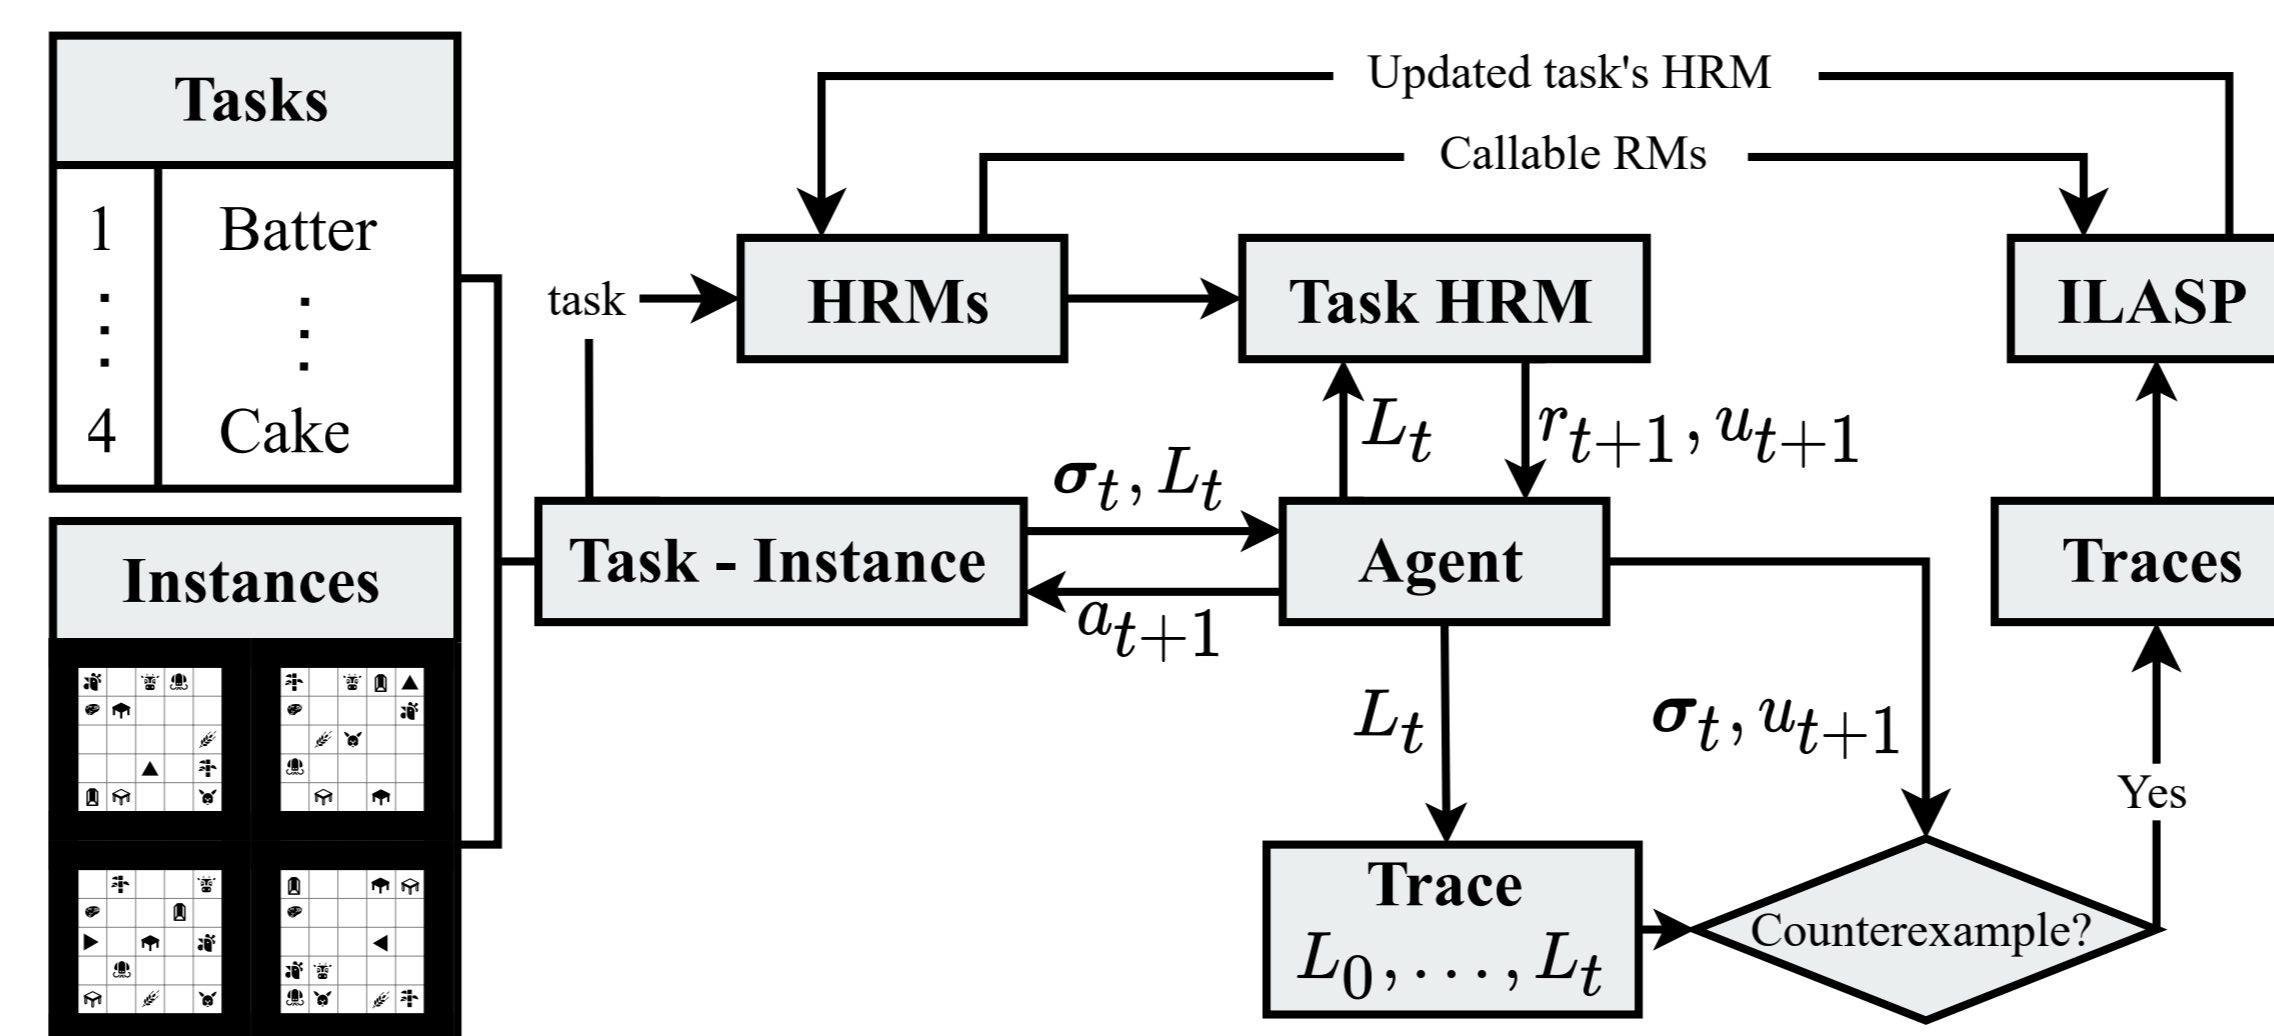 Tasks
1 Batter
⋮ ⋮
4 Cake
Instances
Updated task's HRM
Callable RMs
task
HRMs
Task HRM
ILASP
L_t
r_{t+1}, u_{t+1}
σ_t, L_t
Task - Instance
Agent
Traces
a_{t+1}
L_t
σ_t, u_{t+1}
Yes
Trace
L_0, ..., L_t
Counterexample?